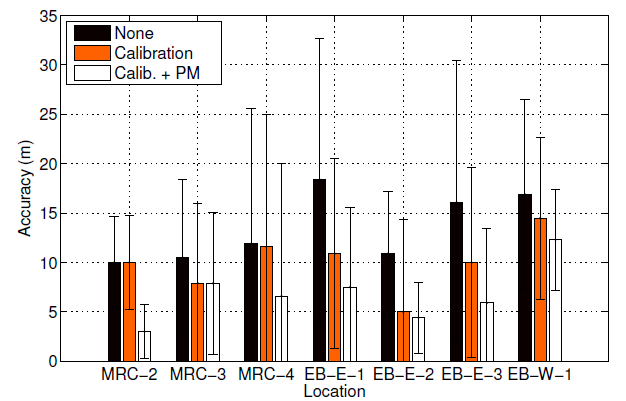 35
30
25
20
15
10
5
0
Accuracy (m)
None
Calibration
Calib. + PM
MRC−2 MRC−3 MRC−4 EB−E−1 EB−E−2 EB−E−3 EB−W−1
Location